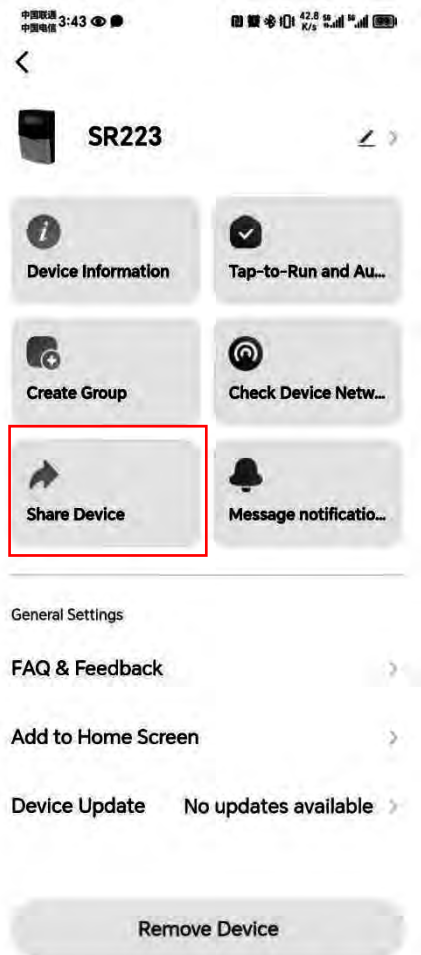 中国联通
中国电信 3:43 42.8 K/s 5G 5G
SR223
Device Information
Tap-to-Run and Au...
Create Group
Check Device Netw...
Share Device
Message notificatio...
General Settings
FAQ & Feedback
Add to Home Screen
Device Update No updates available
Remove Device